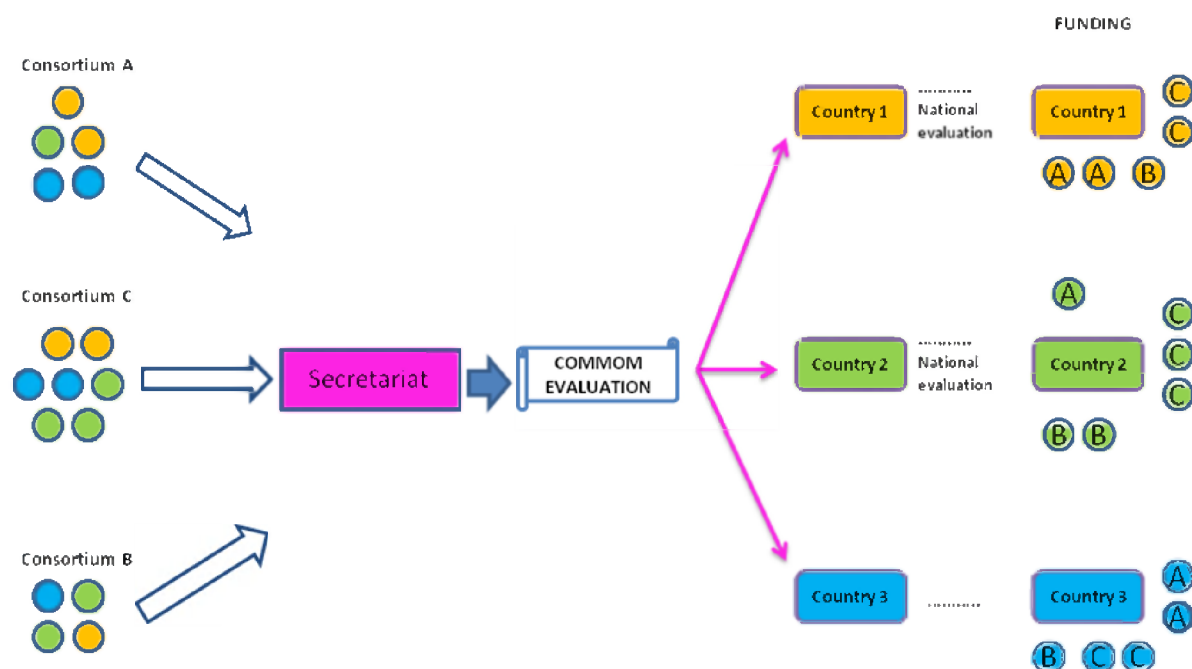 FUNDING
Consortium A
Country 1
............
National
evaluation
Country 1
C
C
A A B
Consortium C
Secretariat
COMMOM
EVALUATION
Country 2
............
National
evaluation
A
Country 2
C
C
C
B B
Consortium B
Country 3
............
Country 3
A
A
B C C